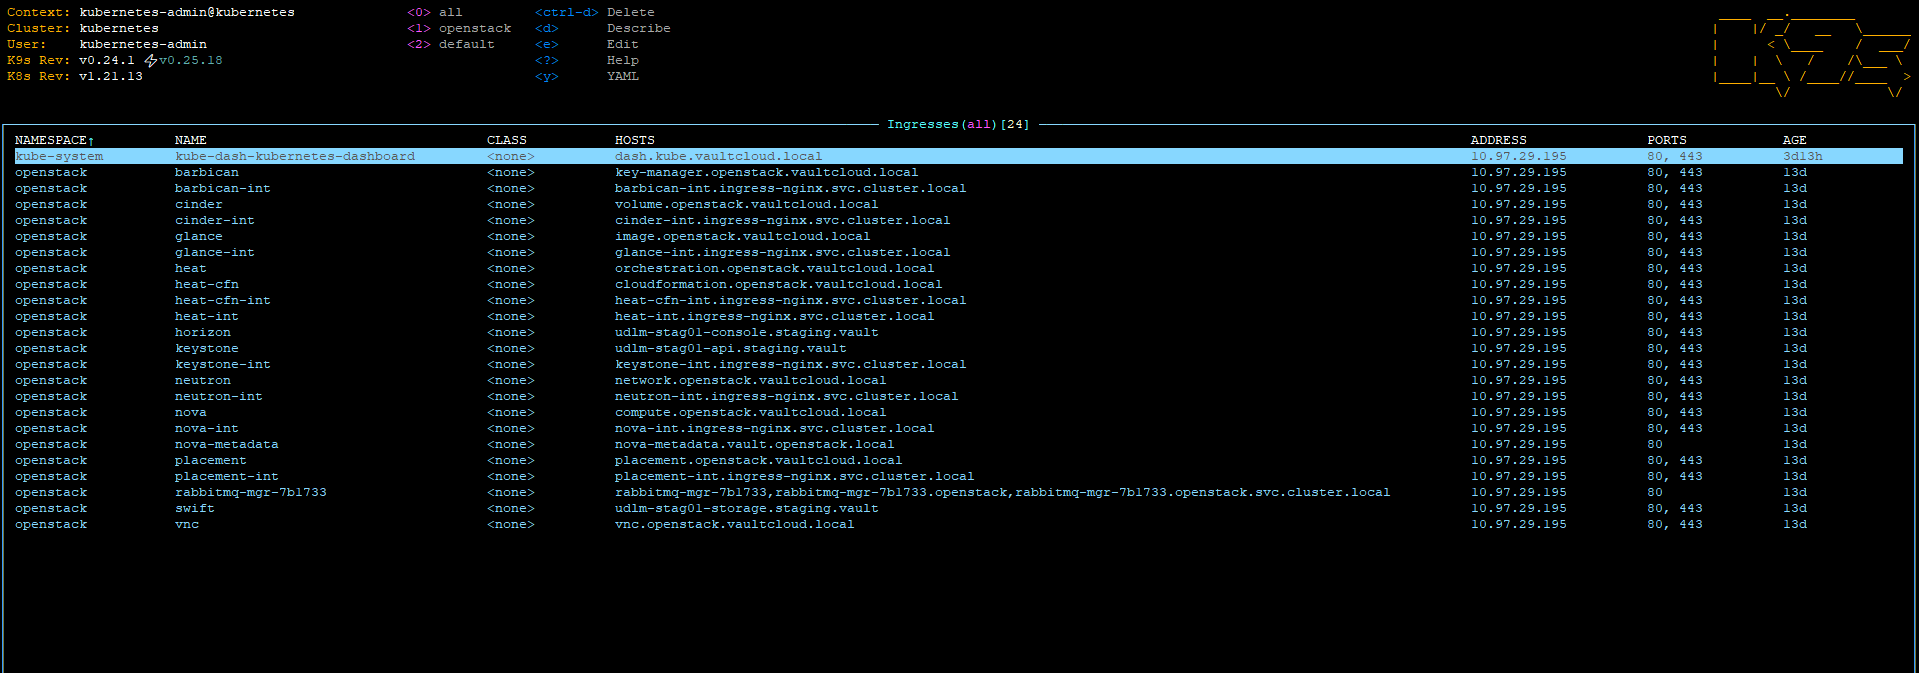 Context: kubernetes-admin@kubernetes <0> all <ctrl-d> Delete
Cluster: kubernetes <1> openstack <d> Describe
User: kubernetes-admin <2> default <e> Edit
K9s Rev: v0.24.1 ⚡v0.25.18 <?> Help
K8s Rev: v1.21.13 <y> YAML
Ingresses(all)[24]
NAMESPACE↑ NAME CLASS HOSTS ADDRESS PORTS AGE
kube-system kube-dash-kubernetes-dashboard <none> dash.kube.vaultcloud.local 10.97.29.195 80, 443 3d13h
openstack barbican <none> key-manager.openstack.vaultcloud.local 10.97.29.195 80, 443 13d
openstack barbican-int <none> barbican-int.ingress-nginx.svc.cluster.local 10.97.29.195 80, 443 13d
openstack cinder <none> volume.openstack.vaultcloud.local 10.97.29.195 80, 443 13d
openstack cinder-int <none> cinder-int.ingress-nginx.svc.cluster.local 10.97.29.195 80, 443 13d
openstack glance <none> image.openstack.vaultcloud.local 10.97.29.195 80, 443 13d
openstack glance-int <none> glance-int.ingress-nginx.svc.cluster.local 10.97.29.195 80, 443 13d
openstack heat <none> orchestration.openstack.vaultcloud.local 10.97.29.195 80, 443 13d
openstack heat-cfn <none> cloudformation.openstack.vaultcloud.local 10.97.29.195 80, 443 13d
openstack heat-cfn-int <none> heat-cfn-int.ingress-nginx.svc.cluster.local 10.97.29.195 80, 443 13d
openstack heat-int <none> heat-int.ingress-nginx.svc.cluster.local 10.97.29.195 80, 443 13d
openstack horizon <none> udlm-stag01-console.staging.vault 10.97.29.195 80, 443 13d
openstack keystone <none> udlm-stag01-api.staging.vault 10.97.29.195 80, 443 13d
openstack keystone-int <none> keystone-int.ingress-nginx.svc.cluster.local 10.97.29.195 80, 443 13d
openstack neutron <none> network.openstack.vaultcloud.local 10.97.29.195 80, 443 13d
openstack neutron-int <none> neutron-int.ingress-nginx.svc.cluster.local 10.97.29.195 80, 443 13d
openstack nova <none> compute.openstack.vaultcloud.local 10.97.29.195 80, 443 13d
openstack nova-int <none> nova-int.ingress-nginx.svc.cluster.local 10.97.29.195 80, 443 13d
openstack nova-metadata <none> nova-metadata.vault.openstack.local 10.97.29.195 80 13d
openstack placement <none> placement.openstack.vaultcloud.local 10.97.29.195 80, 443 13d
openstack placement-int <none> placement-int.ingress-nginx.svc.cluster.local 10.97.29.195 80, 443 13d
openstack rabbitmq-mgr-7b1733 <none> rabbitmq-mgr-7b1733,rabbitmq-mgr-7b1733.openstack,rabbitmq-mgr-7b1733.openstack.svc.cluster.local 10.97.29.195 80 13d
openstack swift <none> udlm-stag01-storage.staging.vault 10.97.29.195 80, 443 13d
openstack vnc <none> vnc.openstack.vaultcloud.local 10.97.29.195 80, 443 13d